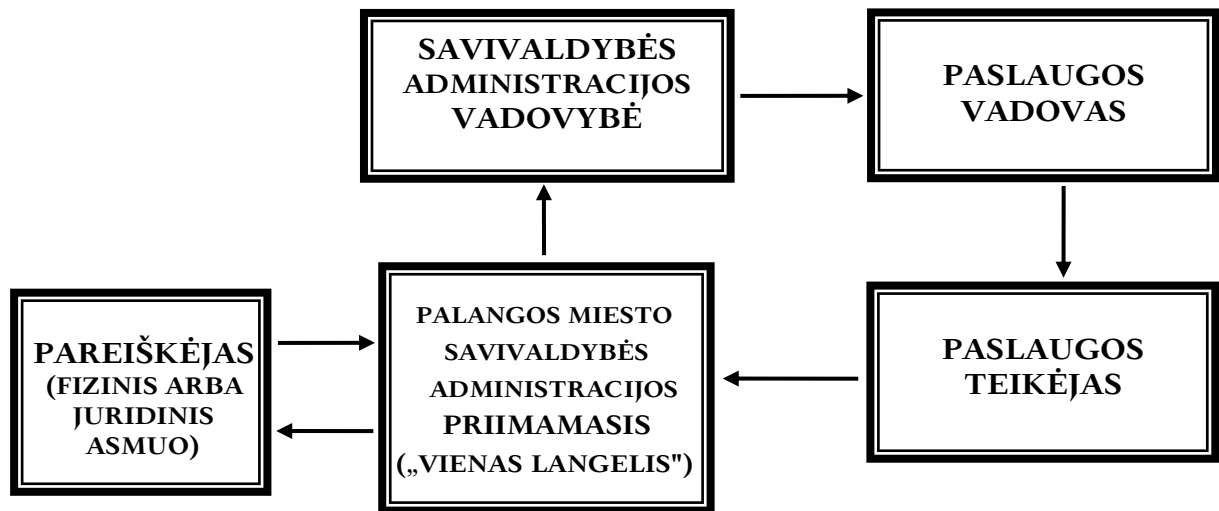 SAVIVALDYBĖS
ADMINISTRACIJOS
VADOVYBĖ
PASLAUGOS
VADOVAS
PAREIŠKĖJAS
(FIZINIS ARBA
JURIDINIS
ASMUO)
PALANGOS MIESTO
SAVIVALDYBĖS
ADMINISTRACIJOS
PRIIMAMASIS
(„VIENAS LANGELIS")
PASLAUGOS
TEIKĖJAS